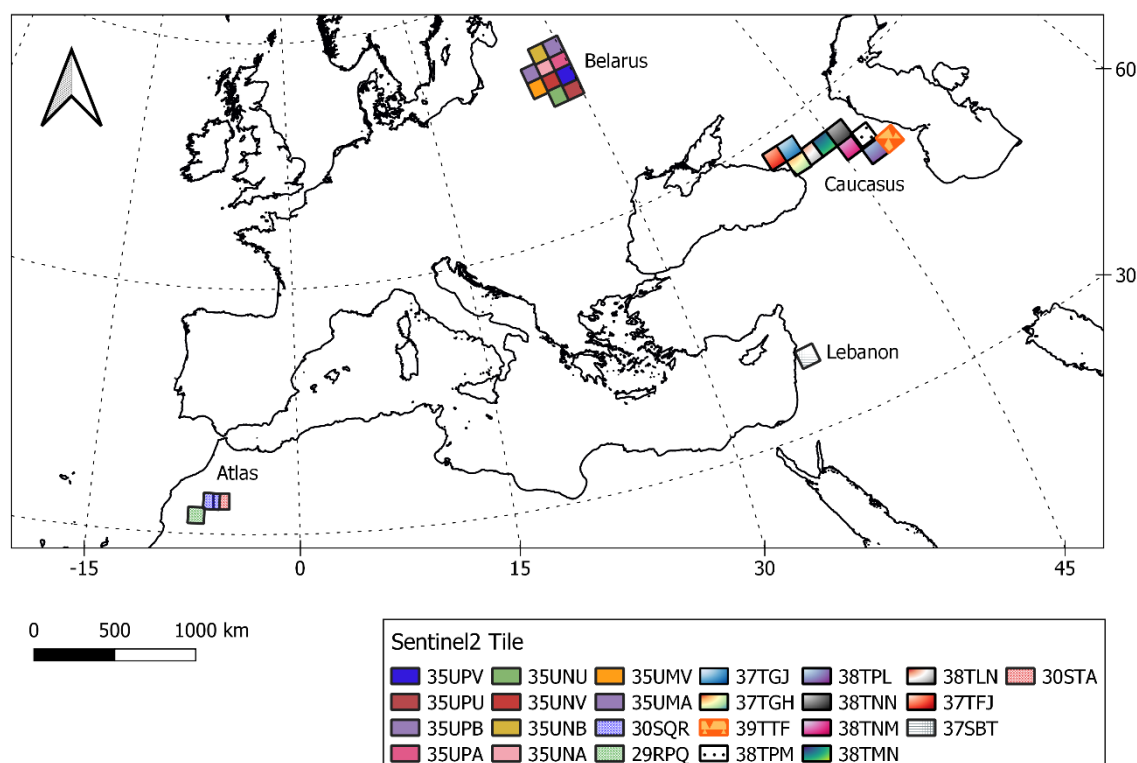 Belarus
60
Caucasus
30
Lebanon
Atlas
-15 0 15 30 45
0 500 1000 km
Sentinel2 Tile
35UPV 35UNU 35UMV 37TGJ 38TPL 38TLN 30STA
35UPU 35UNV 35UMA 37TGH 38TNN 37TFJ
35UPB 35UNB 30SQR 39TTF 38TNM 37SBT
35UPA 35UNA 29RPQ 38TPM 38TMN